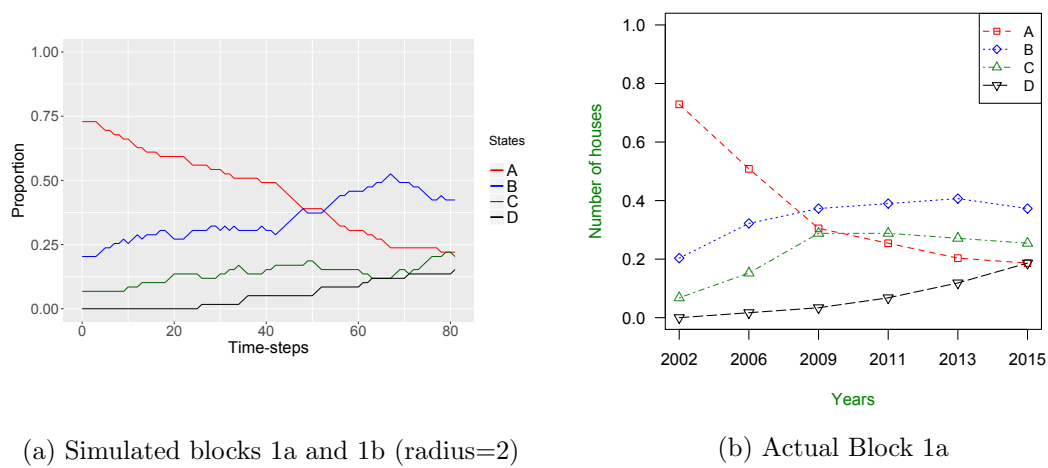 1.00
0.75
0.50
0.25
0.00
Proportion
0 20 40 60 80
Time-steps
States
A
B
C
D
(a) Simulated blocks 1a and 1b (radius=2)
1.0
0.8
0.6
0.4
0.2
0.0
Number of houses
2002 2006 2009 2011 2013 2015
Years
A
B
C
D
(b) Actual Block 1a